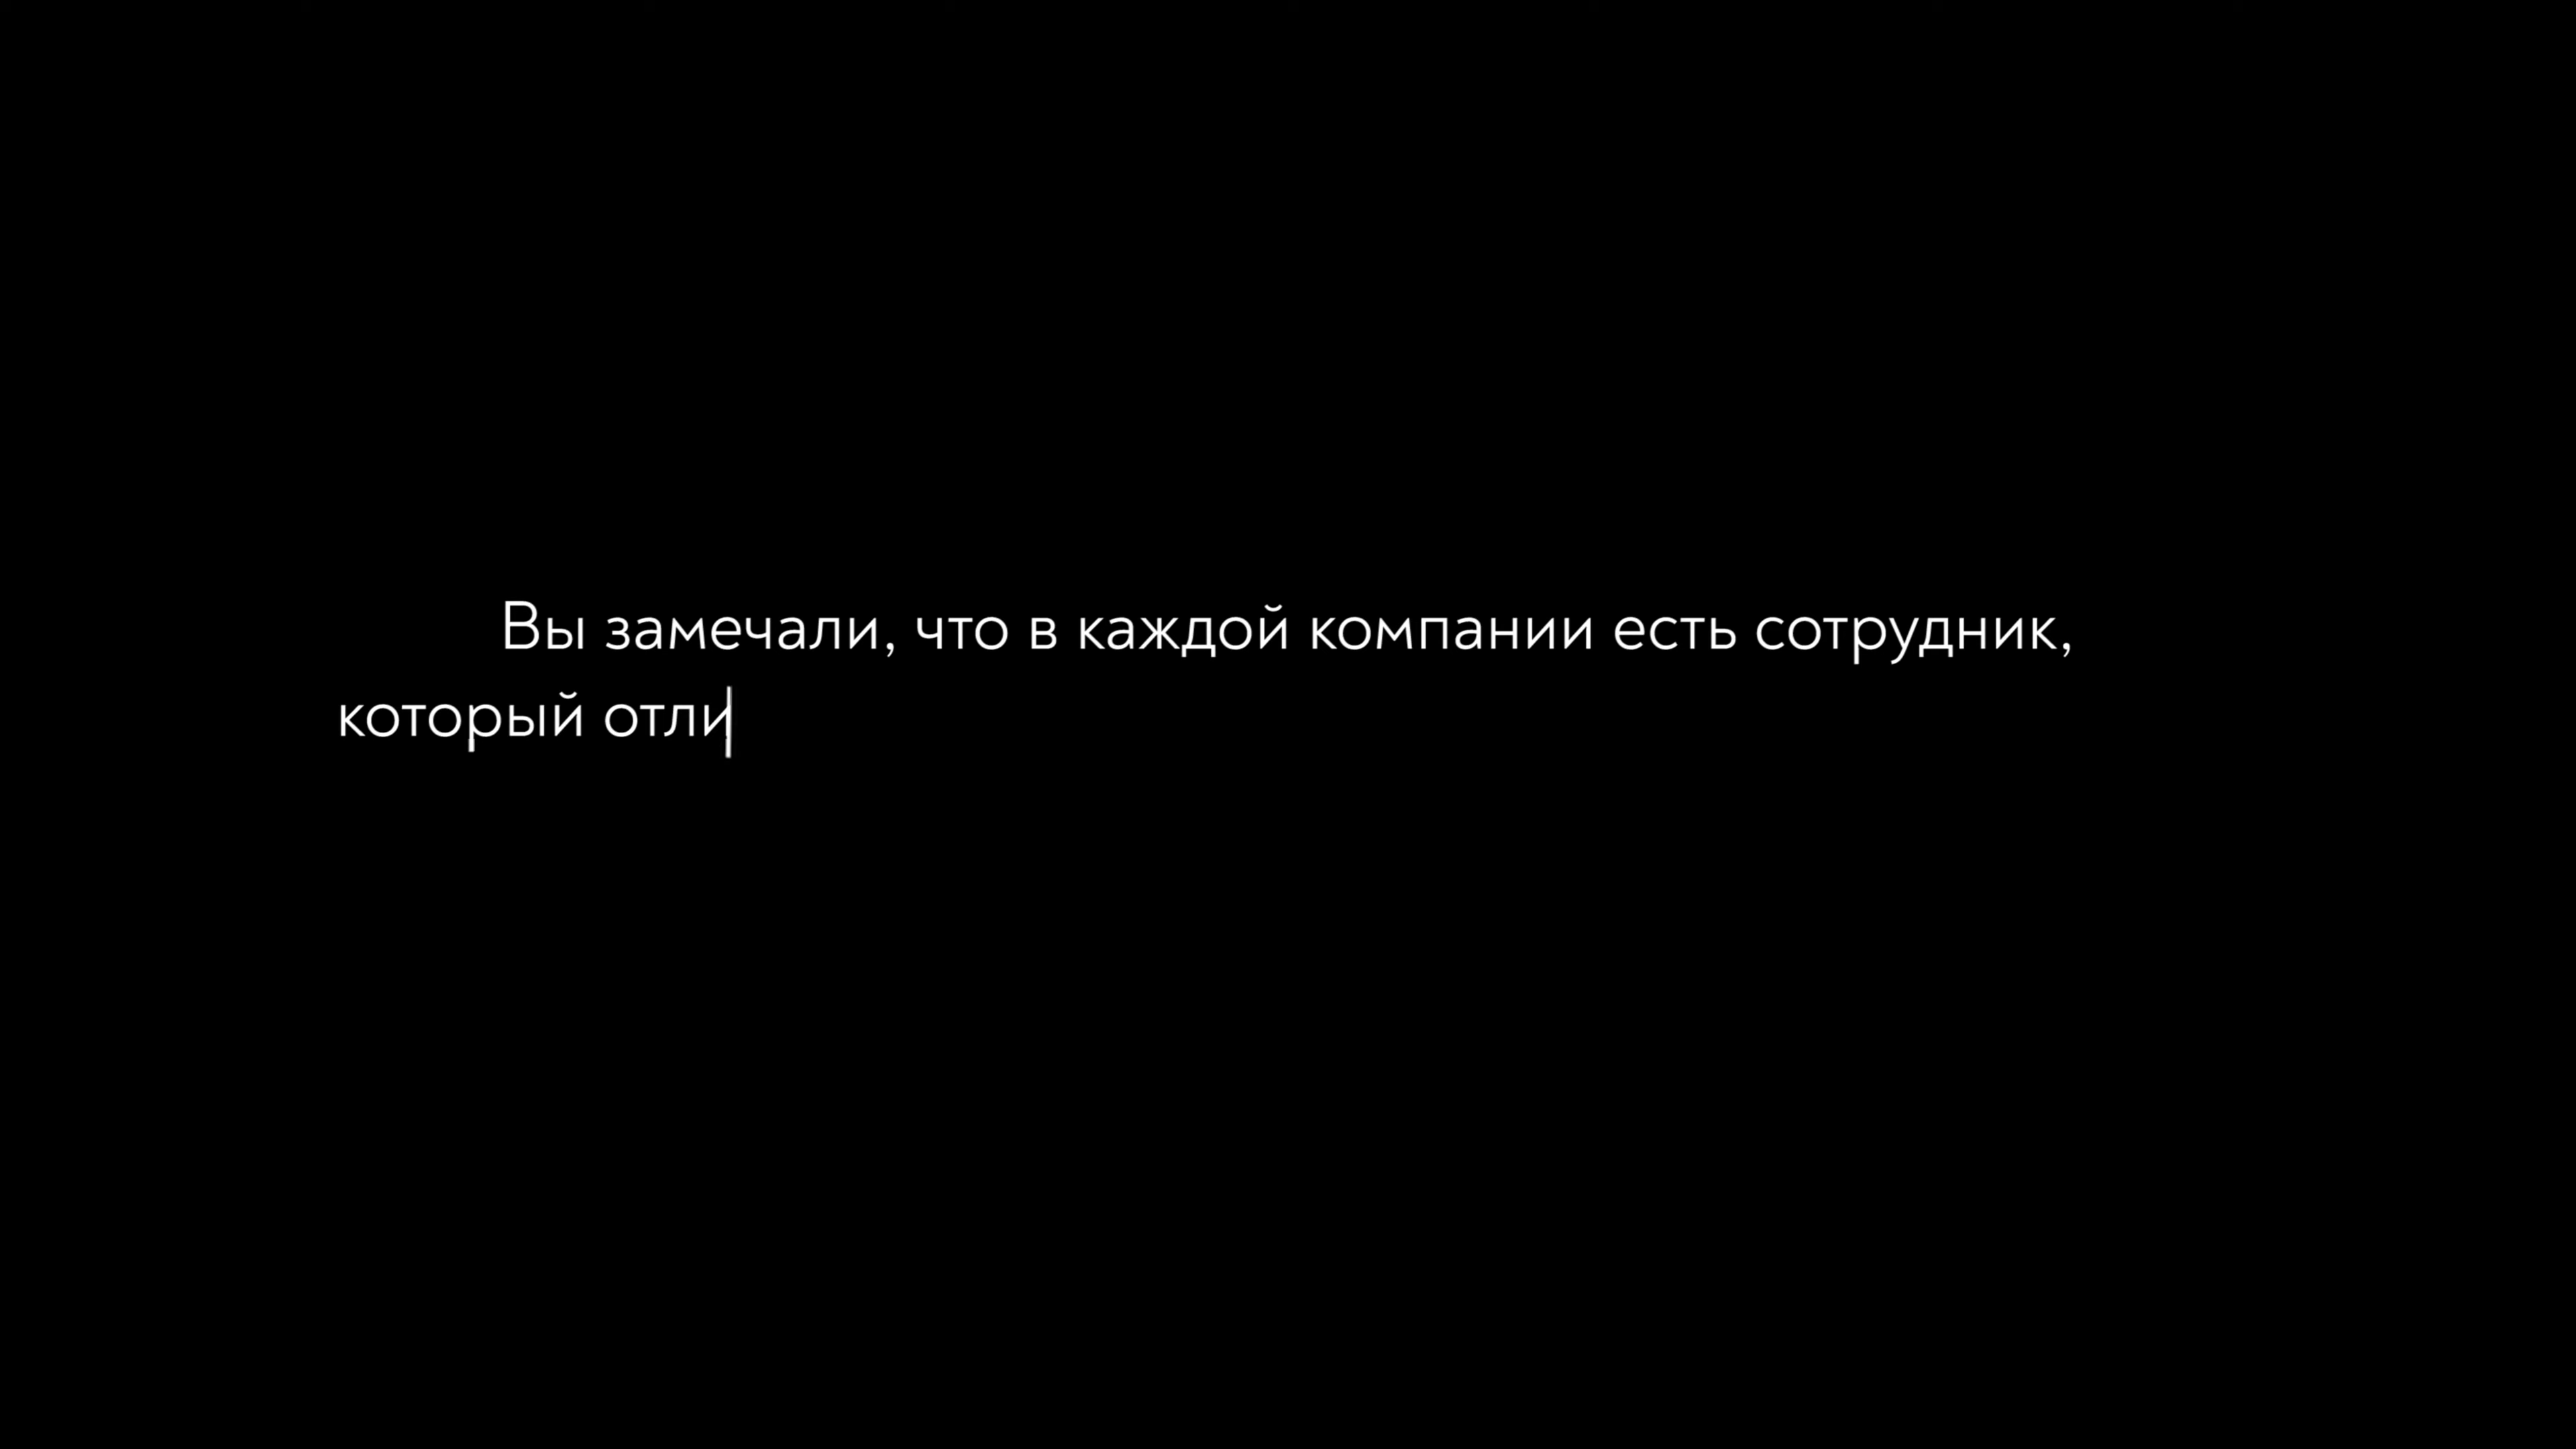 Вы замечали, что в каждой компании есть сотрудник,
который отли